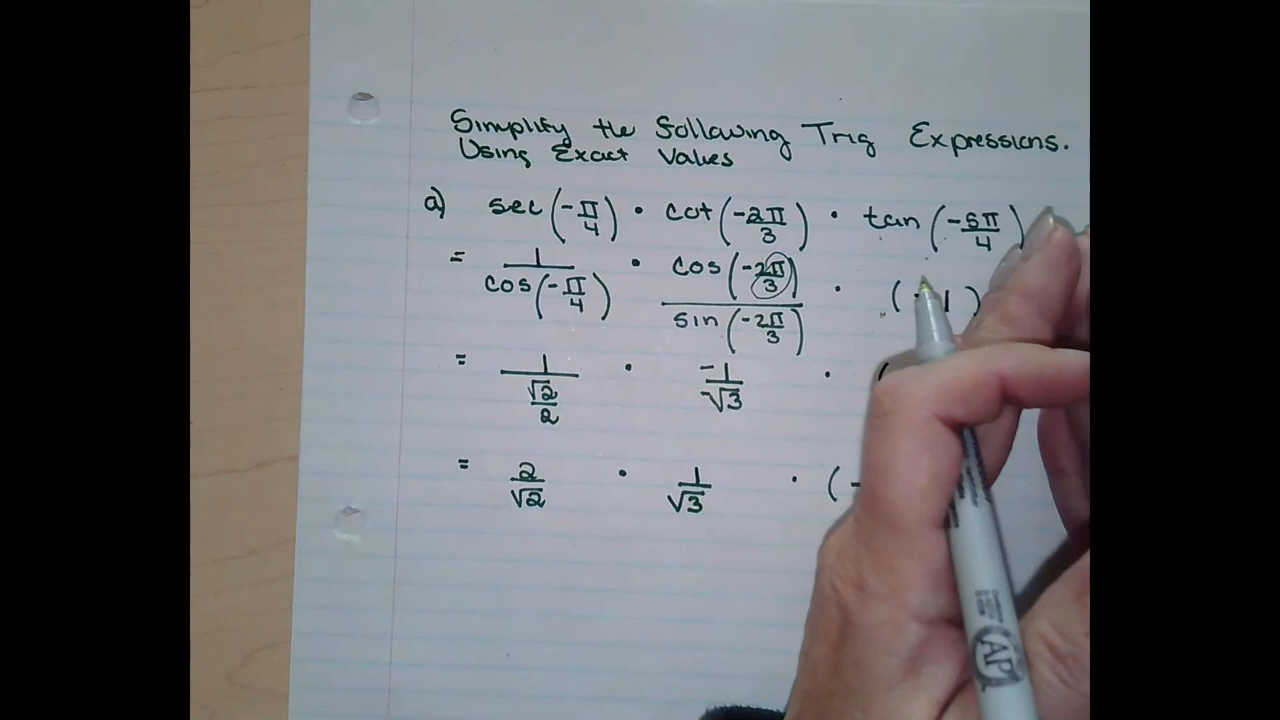 Simplify the Following Trig Expressions.
Using Exact Values
a) sec(-π/4) · cot(-2π/3) · tan(-5π/4)
= 1/cos(-π/4) · cos(-2π/3)/sin(-2π/3) · (-1)
= 1/(√2/2) · -1/-√3 · (
= 2/√2 · 1/√3 · (-
AP